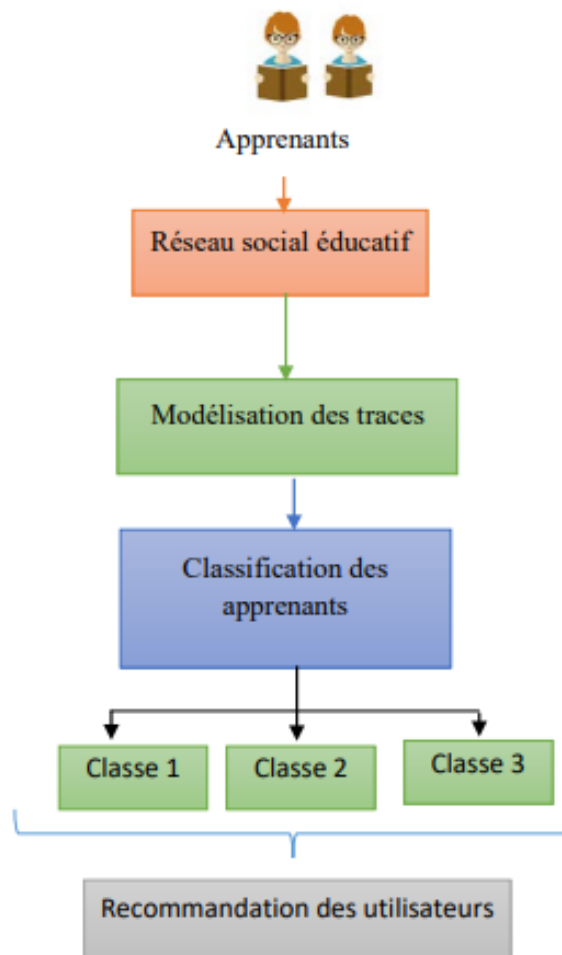 Apprenants
Réseau social éducatif
Modélisation des traces
Classification des
apprenants
Classe 1
Classe 2
Classe 3
Recommandation des utilisateurs